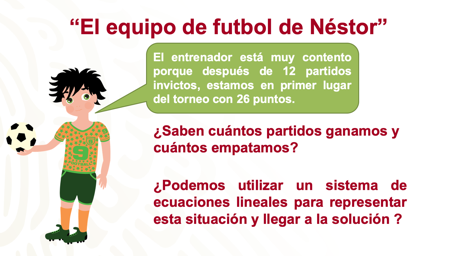 “El equipo de futbol de Néstor”
El entrenador está muy contento
porque después de 12 partidos
invictos, estamos en primer lugar
del torneo con 26 puntos.
¿Saben cuántos partidos ganamos y
cuántos empatamos?
¿Podemos utilizar un sistema de
ecuaciones lineales para representar
esta situación y llegar a la solución ?
9